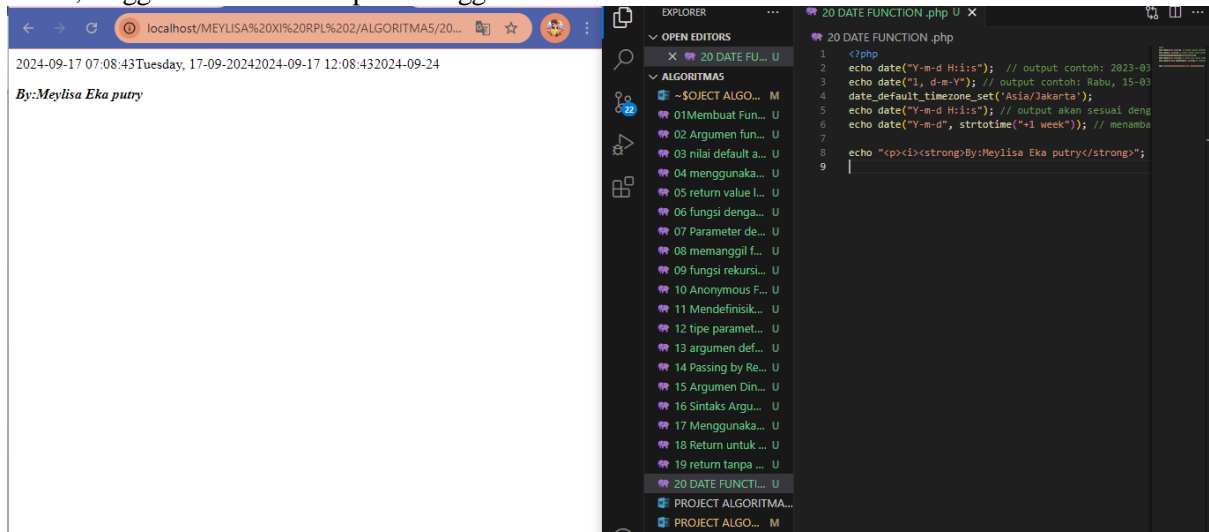 localhost/MEYLISA%20XI%20RPL%202/ALGORITMA5/20...
2024-09-17 07:08:43Tuesday, 17-09-20242024-09-17 12:08:432024-09-24
By:Meylisa Eka putry
22
EXPLORER ...
OPEN EDITORS
20 DATE FU... U
ALGORITMA5
~$OJECT ALGO... M
01Membuat Fun... U
02 Argumen fun... U
03 nilai default a... U
04 menggunaka... U
05 return value l... U
06 fungsi denga... U
07 Parameter de... U
08 memanggil f... U
09 fungsi rekursi... U
10 Anonymous F... U
11 Mendefinisik... U
12 tipe paramet... U
13 argumen def... U
14 Passing by Re... U
15 Argumen Din... U
16 Sintaks Argu... U
17 Menggunaka... U
18 Return untuk ... U
19 return tanpa ... U
20 DATE FUNCTI... U
PROJECT ALGORITMA...
PROJECT ALGO... M
20 DATE FUNCTION .php U
20 DATE FUNCTION .php
1 <?php
2 echo date("Y-m-d H:i:s"); // output contoh: 2023-03
3 echo date("l, d-m-Y"); // output contoh: Rabu, 15-03
4 date_default_timezone_set('Asia/Jakarta');
5 echo date("Y-m-d H:i:s"); // output akan sesuai deng
6 echo date("Y-m-d", strtotime("+1 week")); // menamba
7
8 echo "<p><i><strong>By:Meylisa Eka putry</strong>";
9